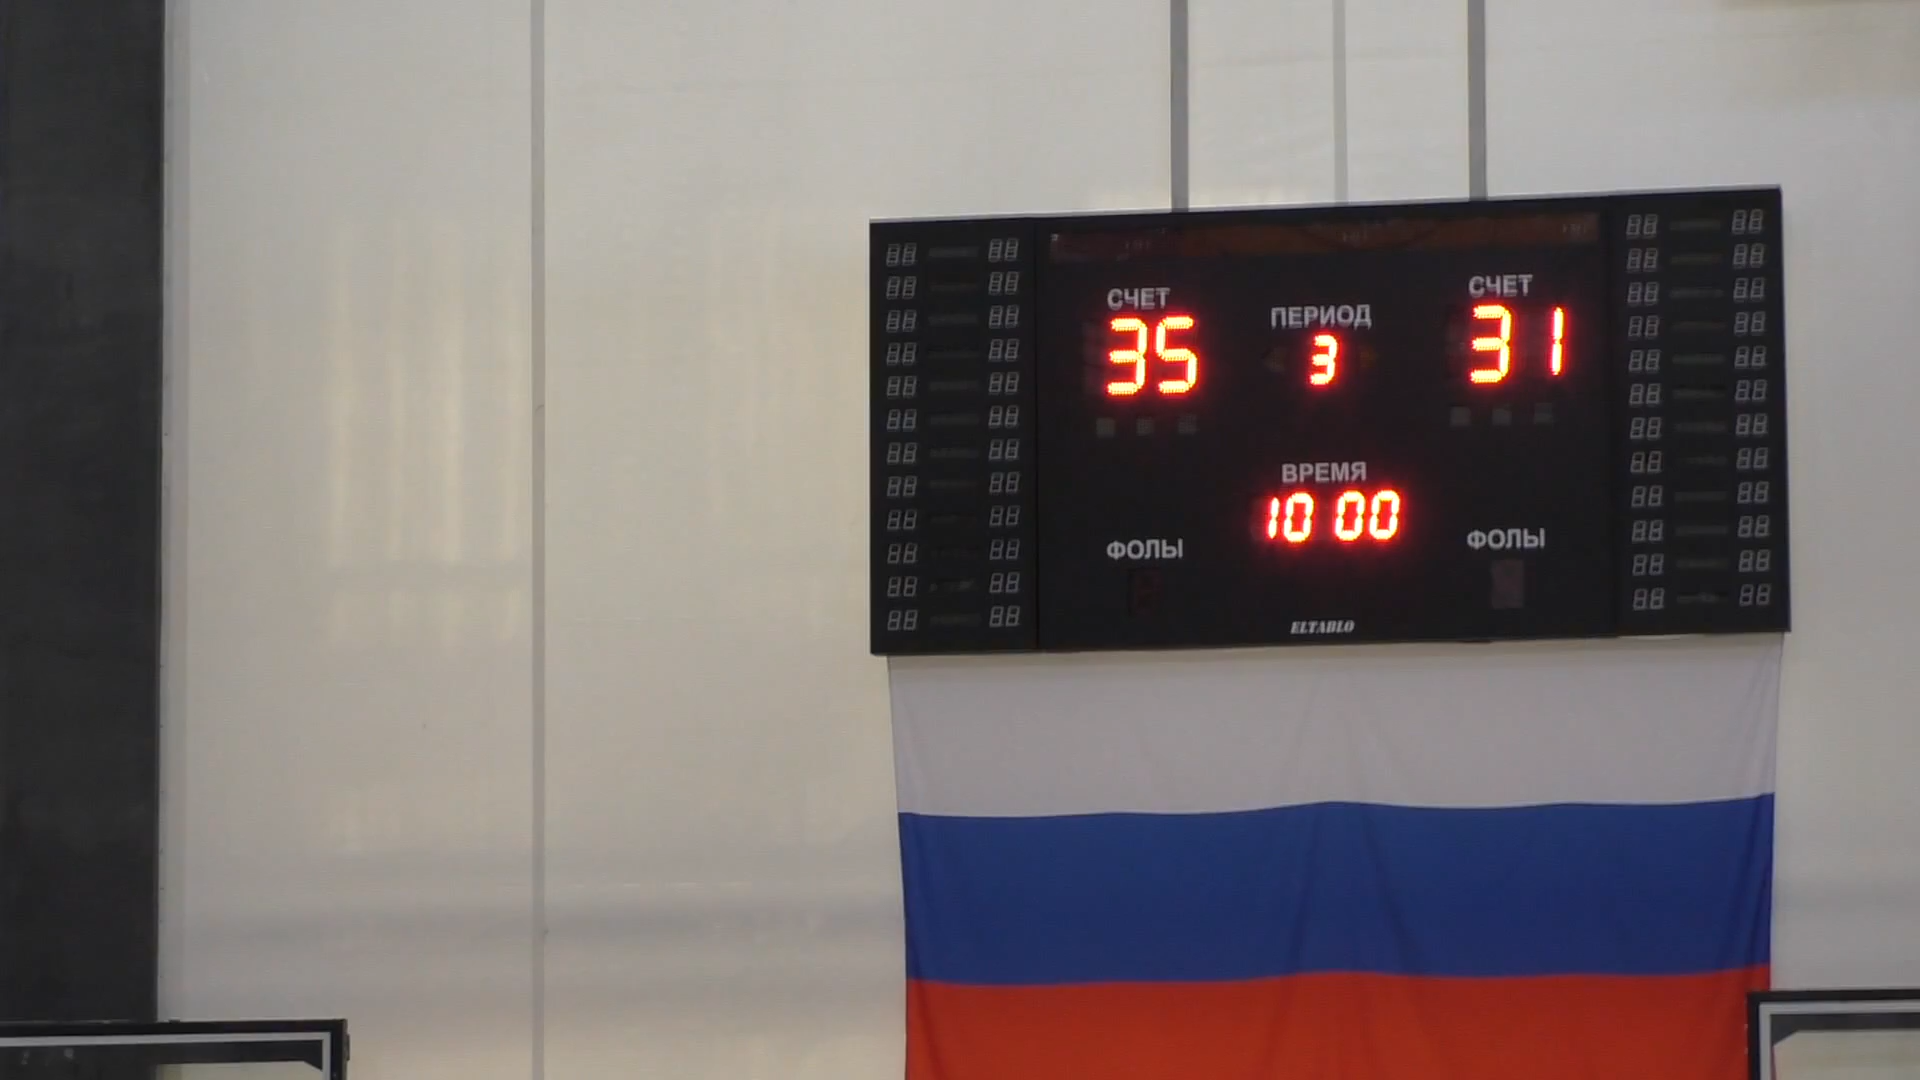 СЧЕТ
СЧЕТ
ПЕРИОД
35
3
31
ВРЕМЯ
10 00
ФОЛЫ
ФОЛЫ
ELTABLO